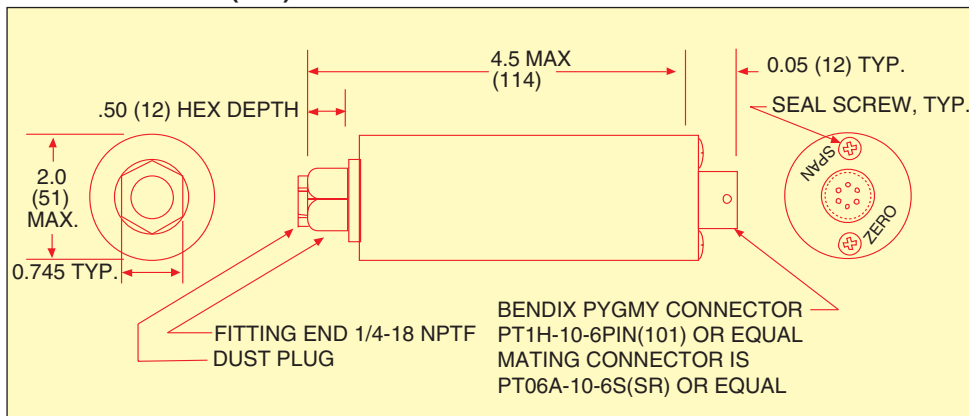 4.5 MAX
(114)
0.05 (12) TYP.
.50 (12) HEX DEPTH
SEAL SCREW, TYP.
2.0
(51)
MAX.
SPAN
ZERO
0.745 TYP.
FITTING END 1/4-18 NPTF
DUST PLUG
BENDIX PYGMY CONNECTOR
PT1H-10-6PIN(101) OR EQUAL
MATING CONNECTOR IS
PT06A-10-6S(SR) OR EQUAL